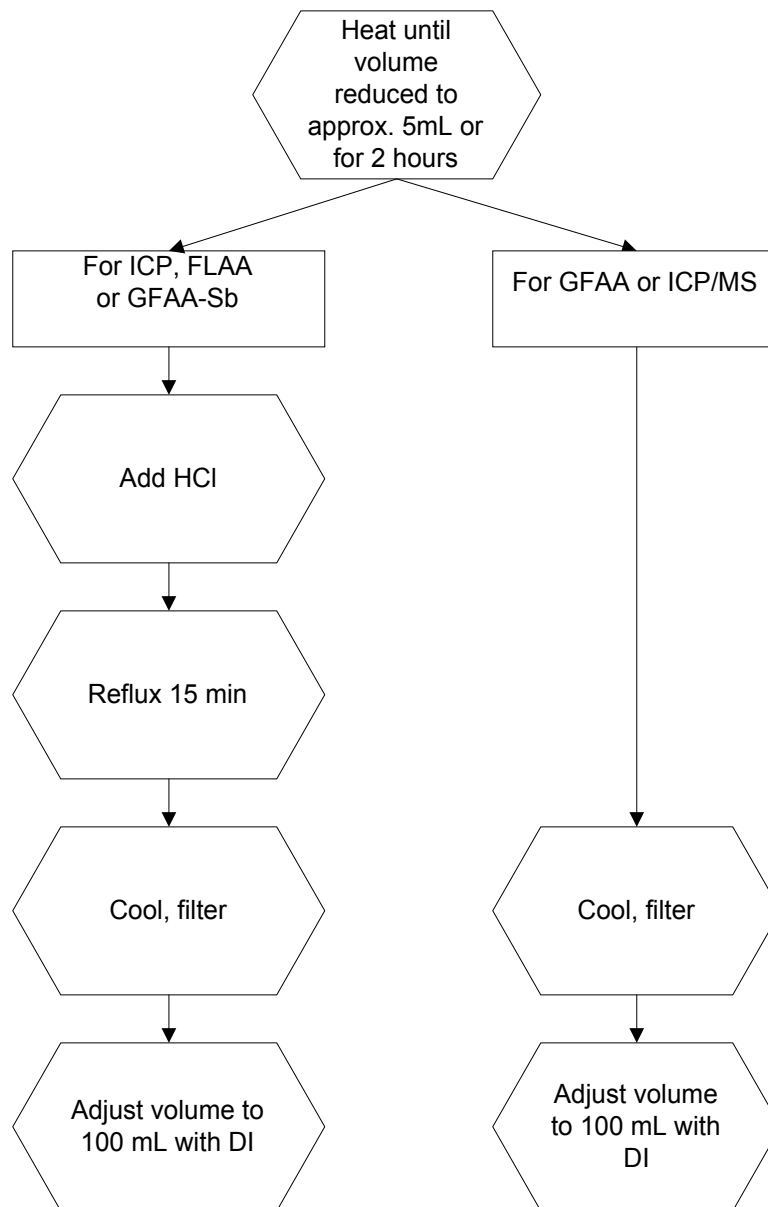 Heat until
volume
reduced to
approx. 5mL or
for 2 hours
For ICP, FLAA
or GFAA-Sb
For GFAA or ICP/MS
Add HCl
Reflux 15 min
Cool, filter
Cool, filter
Adjust volume to
100 mL with DI
Adjust volume
to 100 mL with
DI